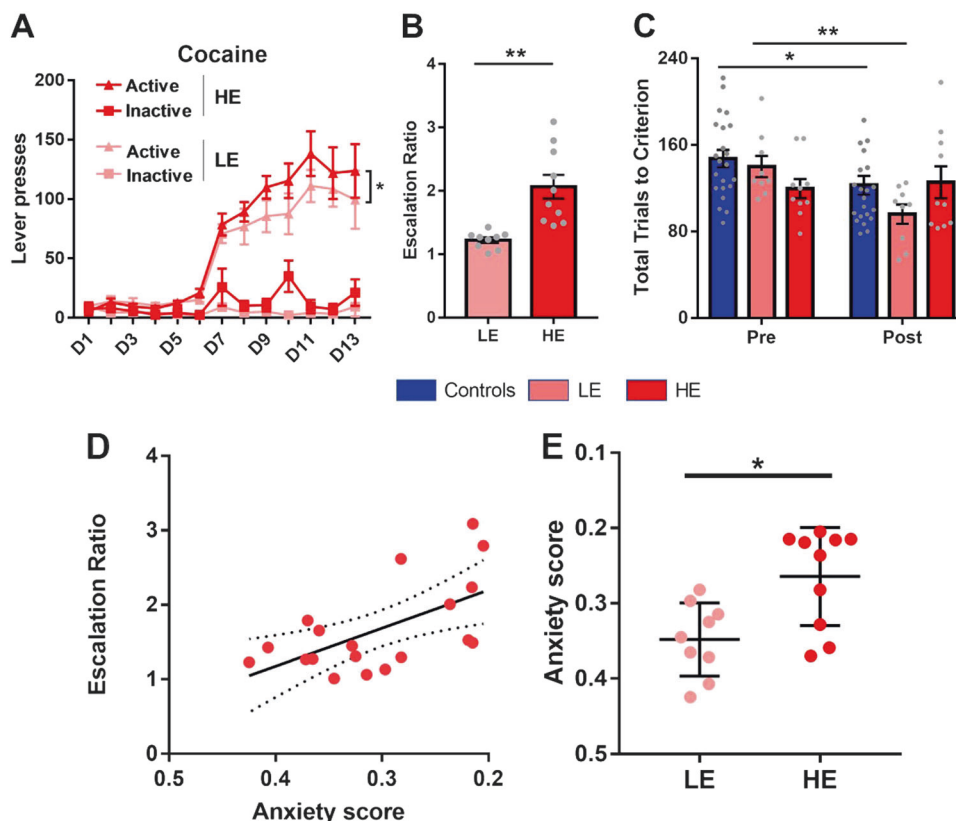 A
Cocaine
Lever presses
200
150
100
50
0
Active
Inactive
HE
Active
Inactive
LE
*
D1 D3 D5 D7 D9 D11 D13
B
Escalation Ratio
4
3
2
1
0
**
LE HE
C
Total Trials to Criterion
240
160
80
0
**
*
Pre Post
Controls LE HE
D
Escalation Ratio
4
3
2
1
0
0.5 0.4 0.3 0.2
Anxiety score
E
Anxiety score
0.1
0.2
0.3
0.4
0.5
*
LE HE